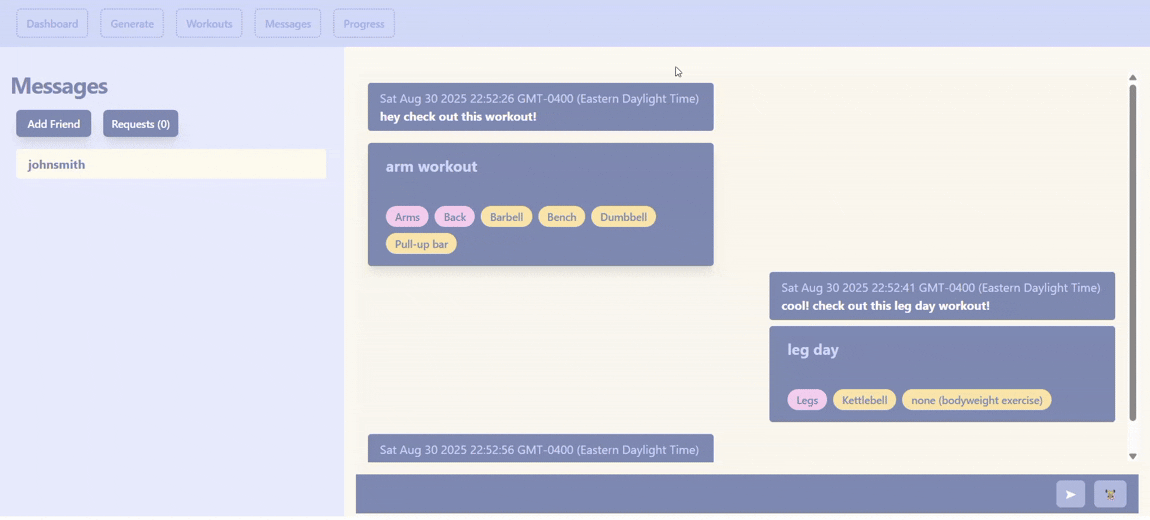 Dashboard Generate Workouts Messages Progress
Messages
Add Friend Requests (0)
johnsmith
Sat Aug 30 2025 22:52:26 GMT-0400 (Eastern Daylight Time)
hey check out this workout!
arm workout
Arms Back Barbell Bench Dumbbell
Pull-up bar
Sat Aug 30 2025 22:52:41 GMT-0400 (Eastern Daylight Time)
cool! check out this leg day workout!
leg day
Legs Kettlebell none (bodyweight exercise)
Sat Aug 30 2025 22:52:56 GMT-0400 (Eastern Daylight Time)